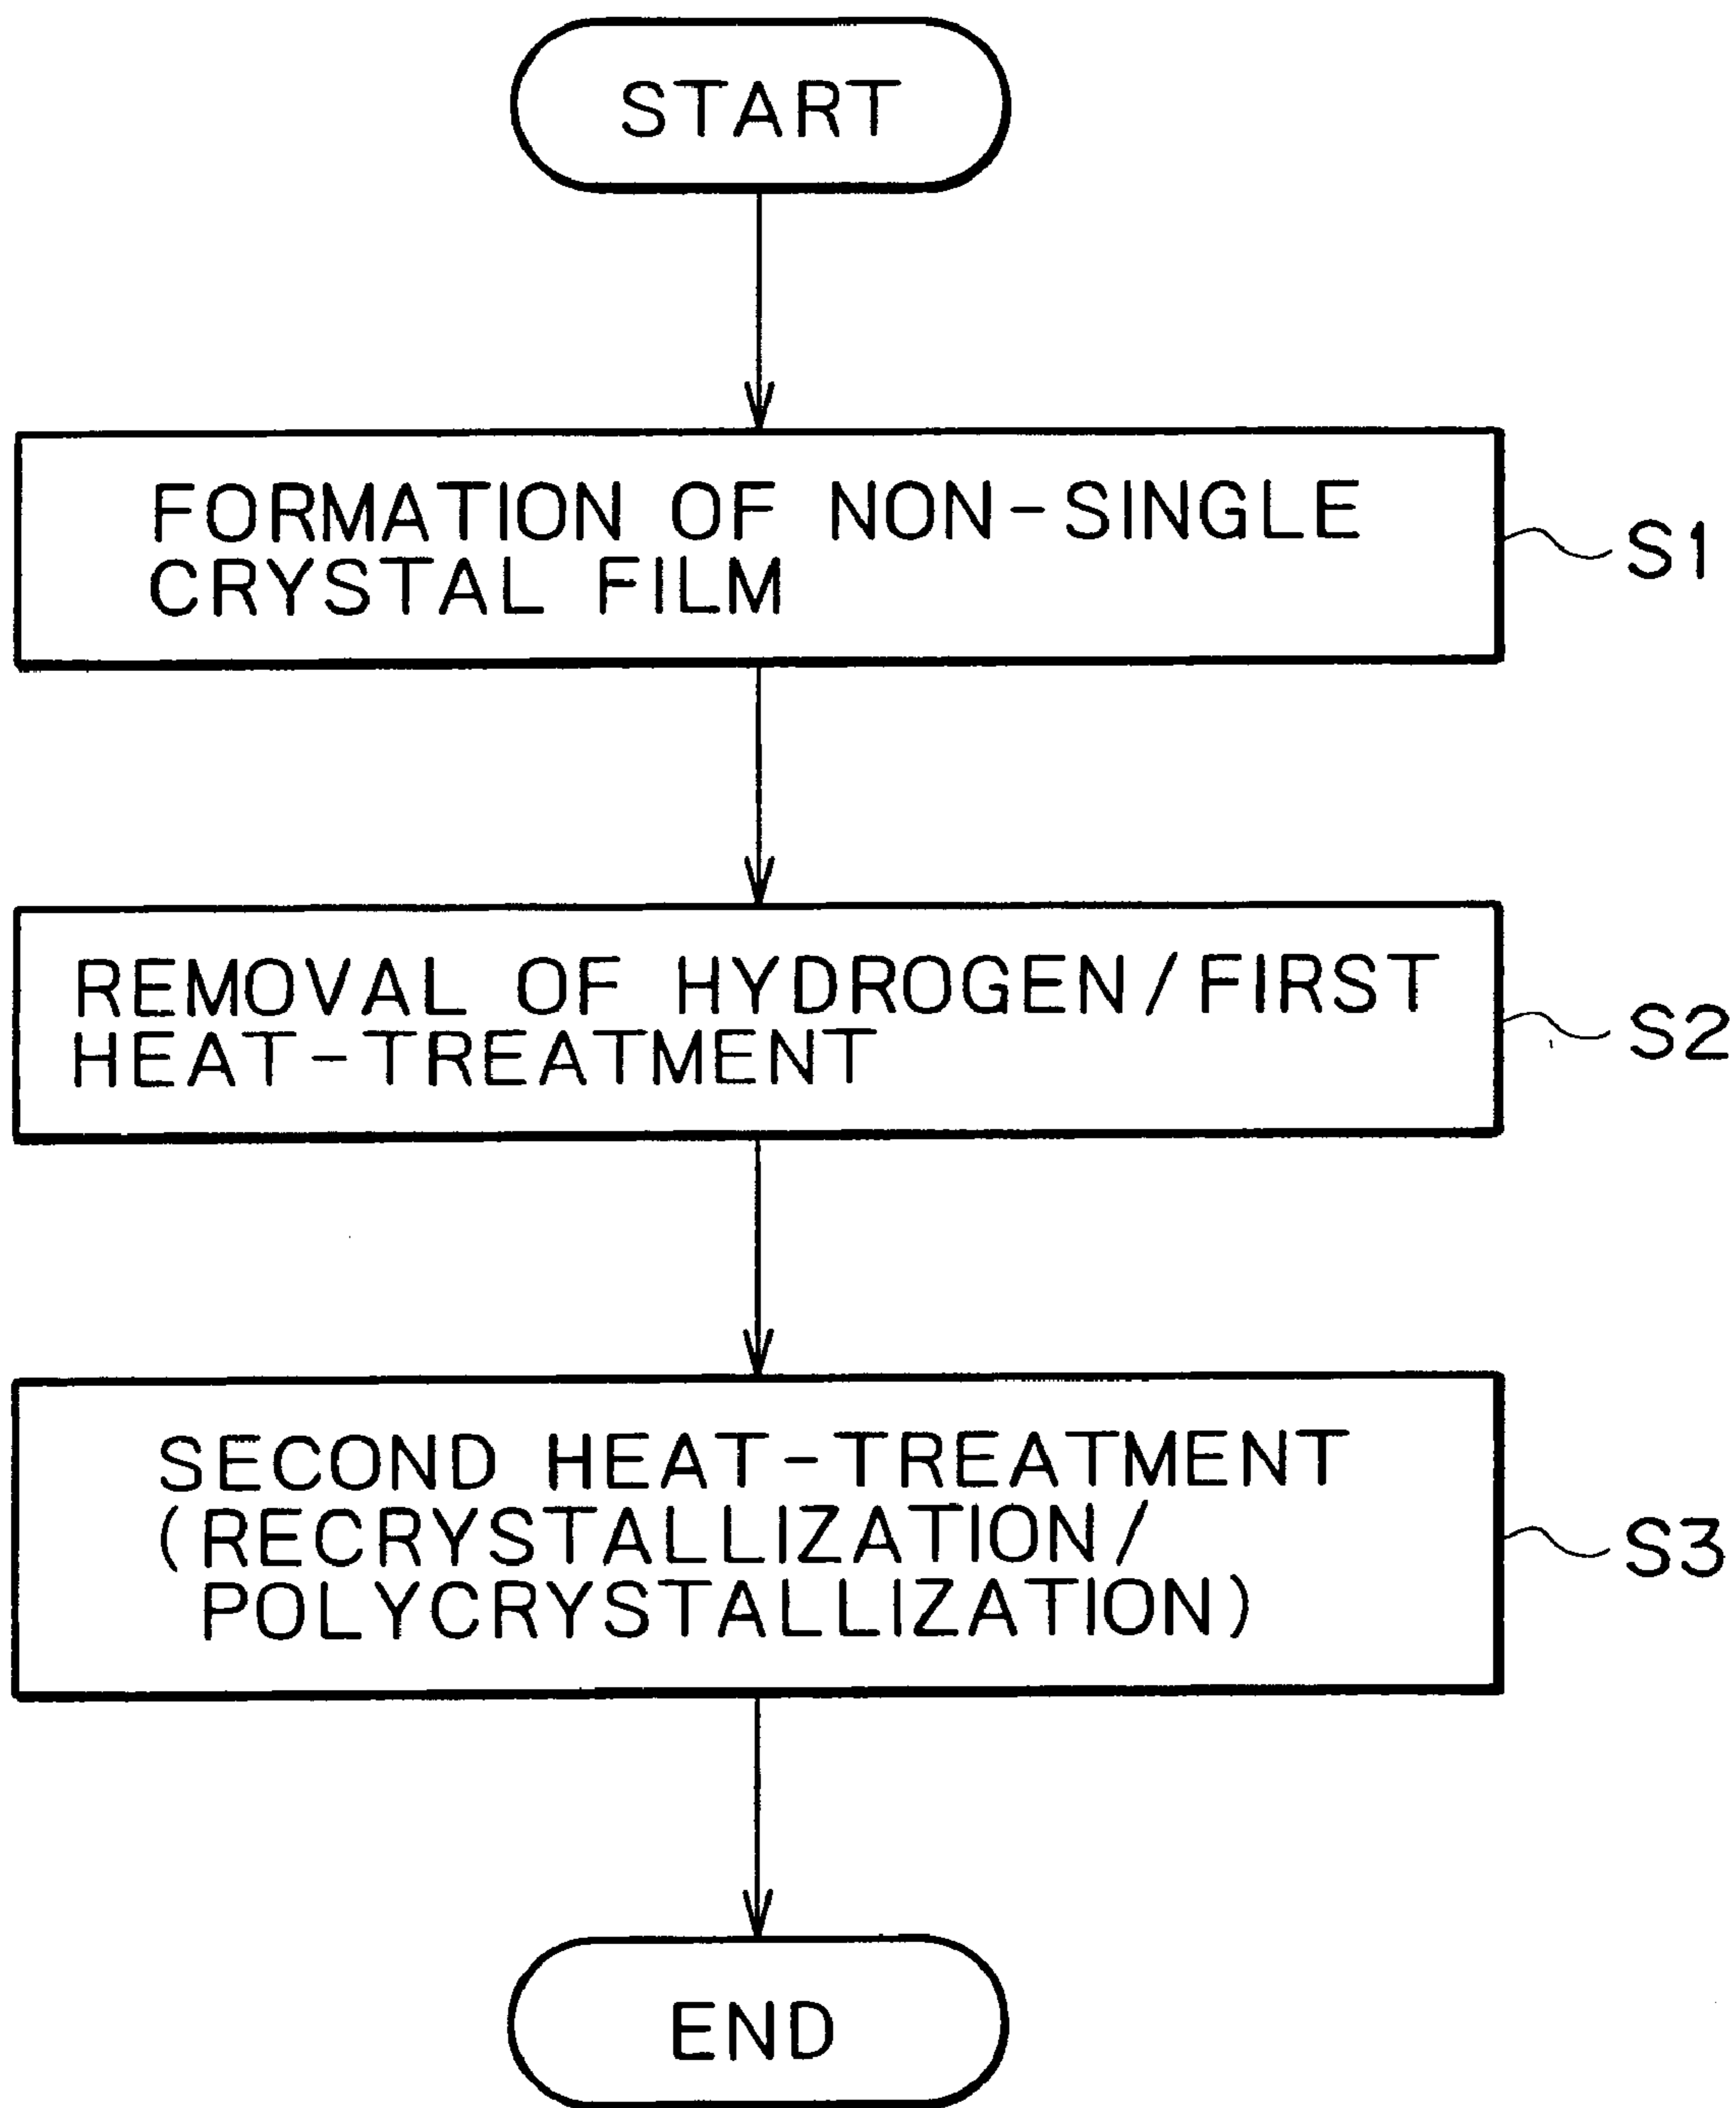 START
FORMATION OF NON-SINGLE
CRYSTAL FILM
S1
REMOVAL OF HYDROGEN/FIRST
HEAT-TREATMENT
S2
SECOND HEAT-TREATMENT
(RECRYSTALLIZATION/
POLYCRYSTALLIZATION)
S3
END